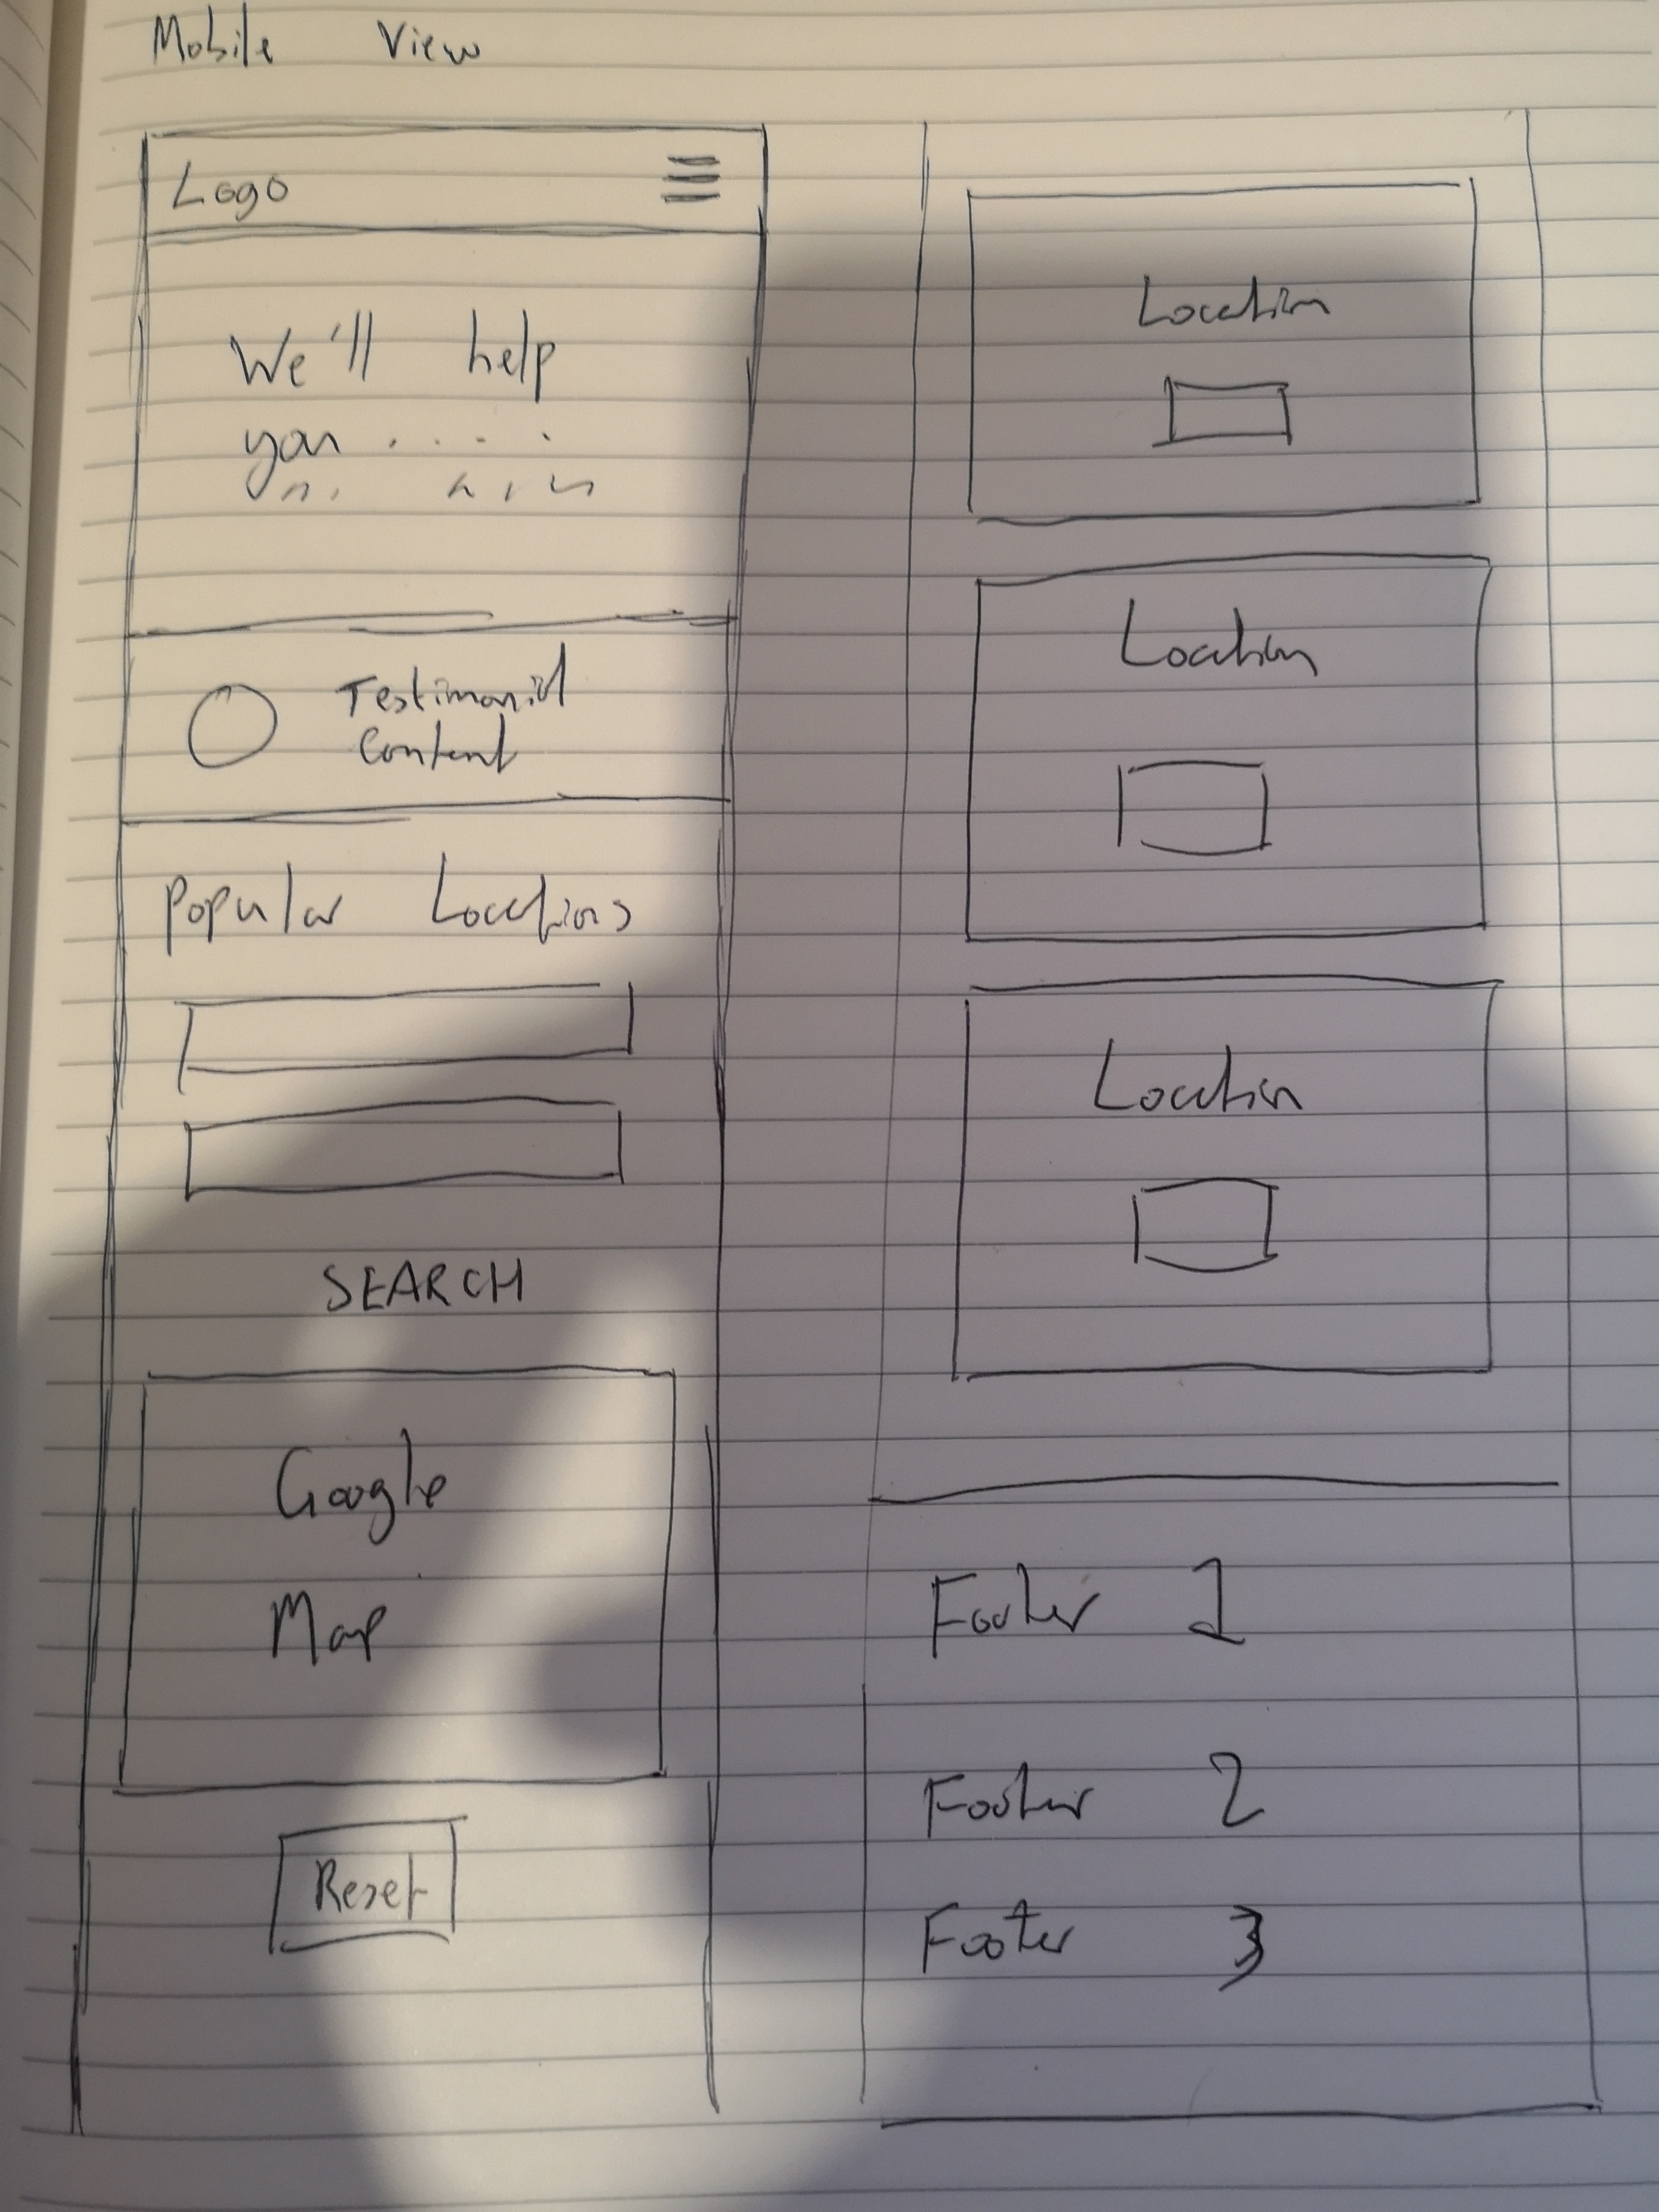 Mobile View
Logo
We'll help
you . . . .
Testimonial
Content
Popular Locations
SEARCH
Google
Map
Reset
Location
Location
Location
Footer 1
Footer 2
Footer 3